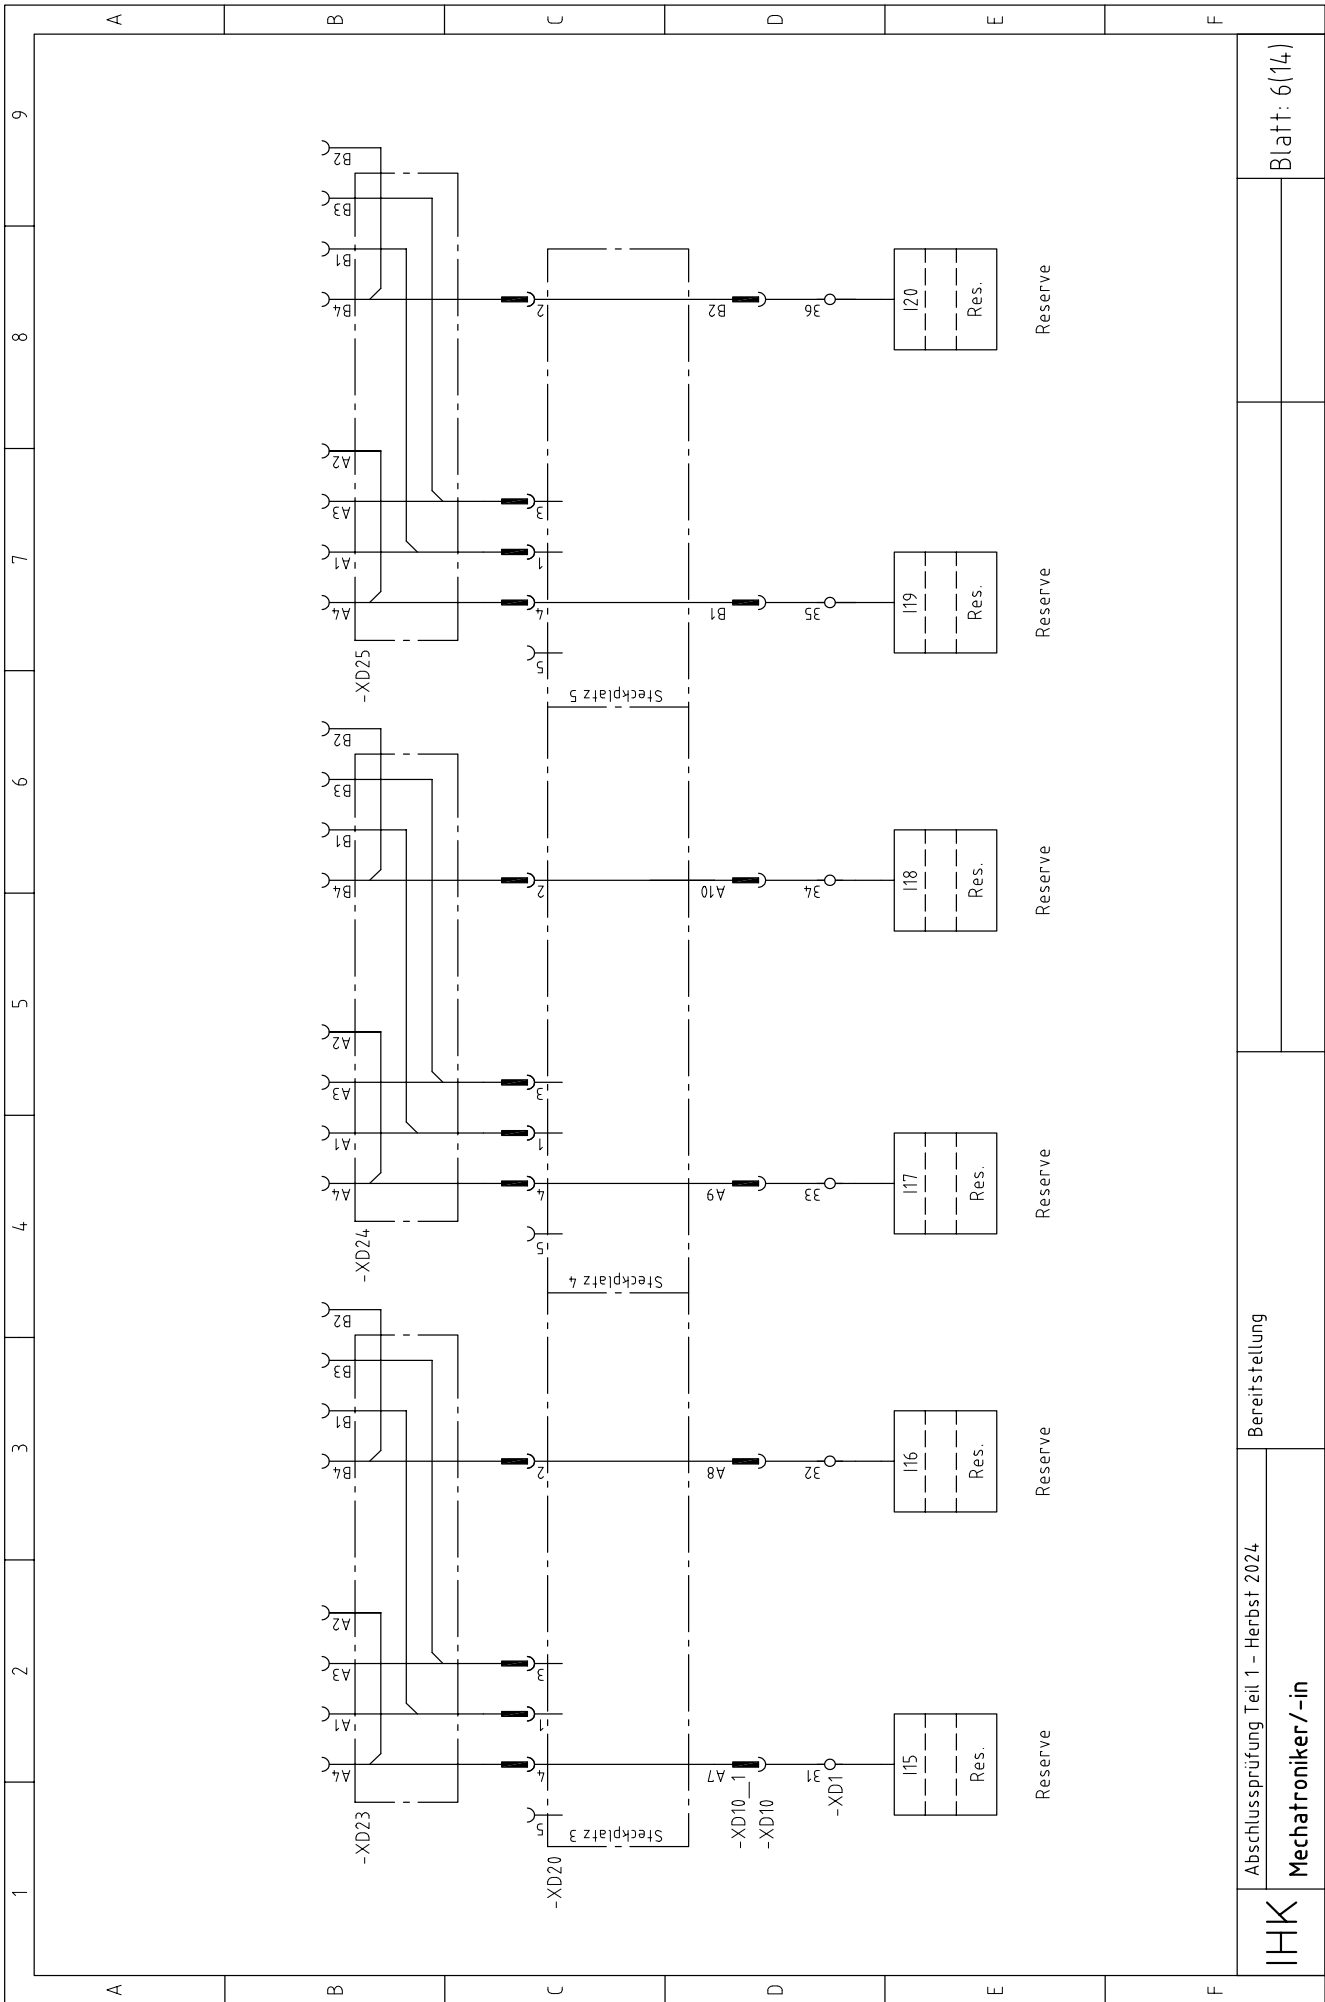 1 2 3 4 5 6 7 8 9
A A
B B
C C
D D
E E
F F
A4 A1 A3 A2 B4 B1 B3 B2
A4 A1 A3 A2 B4 B1 B3 B2
A4 A1 A3 A2 B4 B1 B3 B2
-XD23 -XD24 -XD25
5 4 1 3 2
5 4 1 3 2
5 4 1 3 2
-XD20
Steckplatz 3
Steckplatz 4
Steckplatz 5
A7 A8 A9 A10 B1 B2
-XD10_1
-XD10
31 32 33 34 35 36
-XD1
I15 I16 I17 I18 I19 I20
Res. Res. Res. Res. Res. Res.
Reserve Reserve Reserve Reserve Reserve Reserve
IHK
Abschlussprüfung Teil 1 - Herbst 2024
Mechatroniker/-in
Bereitstellung
Blatt: 6(14)